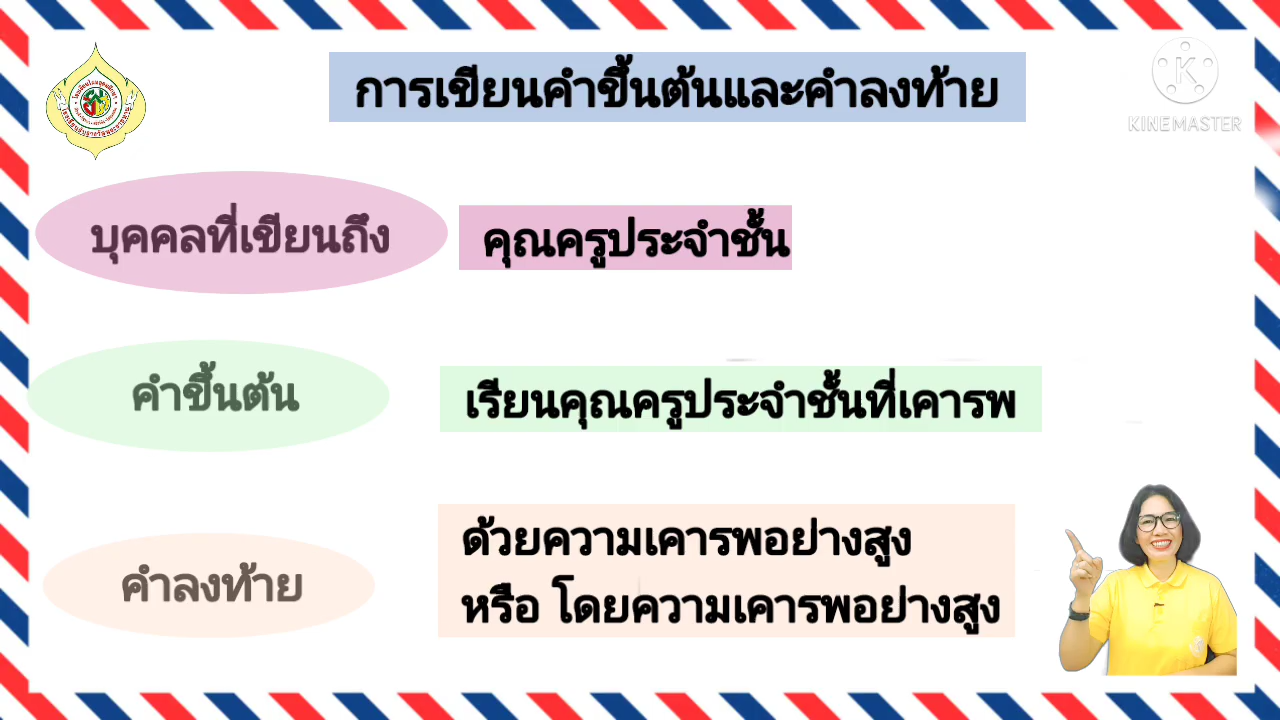 การเขียนคำขึ้นต้นและคำลงท้าย
KINEMASTER
บุคคลที่เขียนถึง
คุณครูประจำชั้น
คำขึ้นต้น
เรียนคุณครูประจำชั้นที่เคารพ
คำลงท้าย
ด้วยความเคารพอย่างสูง
หรือ โดยความเคารพอย่างสูง